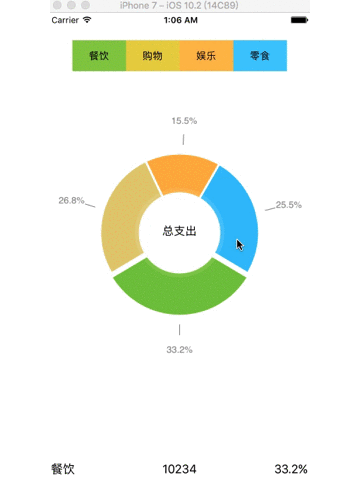 iPhone 7 – iOS 10.2 (14C89)
Carrier 1:06 AM
餐饮 购物 娱乐 零食
15.5%
26.8% 25.5%
总支出
33.2%
餐饮 10234 33.2%